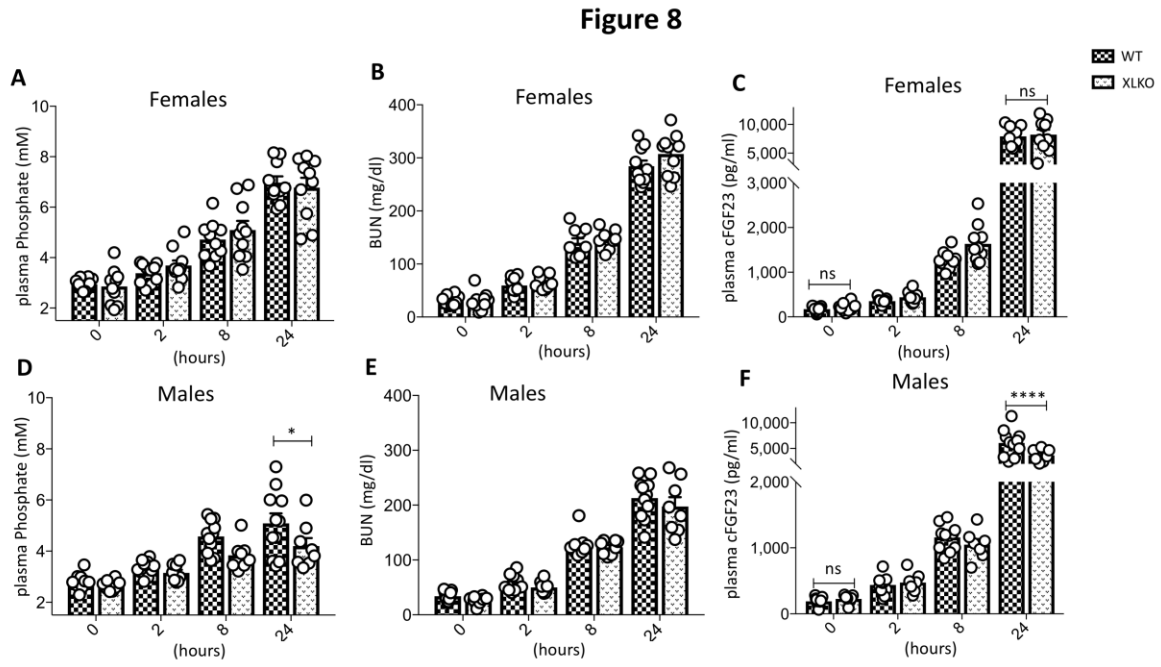 Figure 8
WT
XLKO
A
Females
plasma Phosphate (mM)
10
8
6
4
2
0
2
8
24
(hours)
B
Females
BUN (mg/dl)
400
300
200
100
0
0
2
8
24
(hours)
C
Females
plasma cFGF23 (pg/ml)
10,000
5,000
3,000
2,000
1,000
0
ns
ns
0
2
8
24
(hours)
D
Males
plasma Phosphate (mM)
10
8
6
4
2
*
0
2
8
24
(hours)
E
Males
BUN (mg/dl)
400
300
200
100
0
0
2
8
24
(hours)
F
Males
plasma cFGF23 (pg/ml)
10,000
5,000
2,000
1,000
0
ns
****
0
2
8
24
(hours)